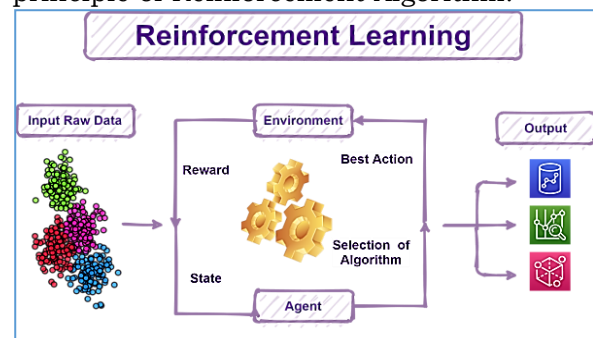 principle of Reinforcement Algorithm.
Reinforcement Learning
Input Raw Data
Environment
Output
Reward
Best Action
Selection of
Algorithm
State
Agent